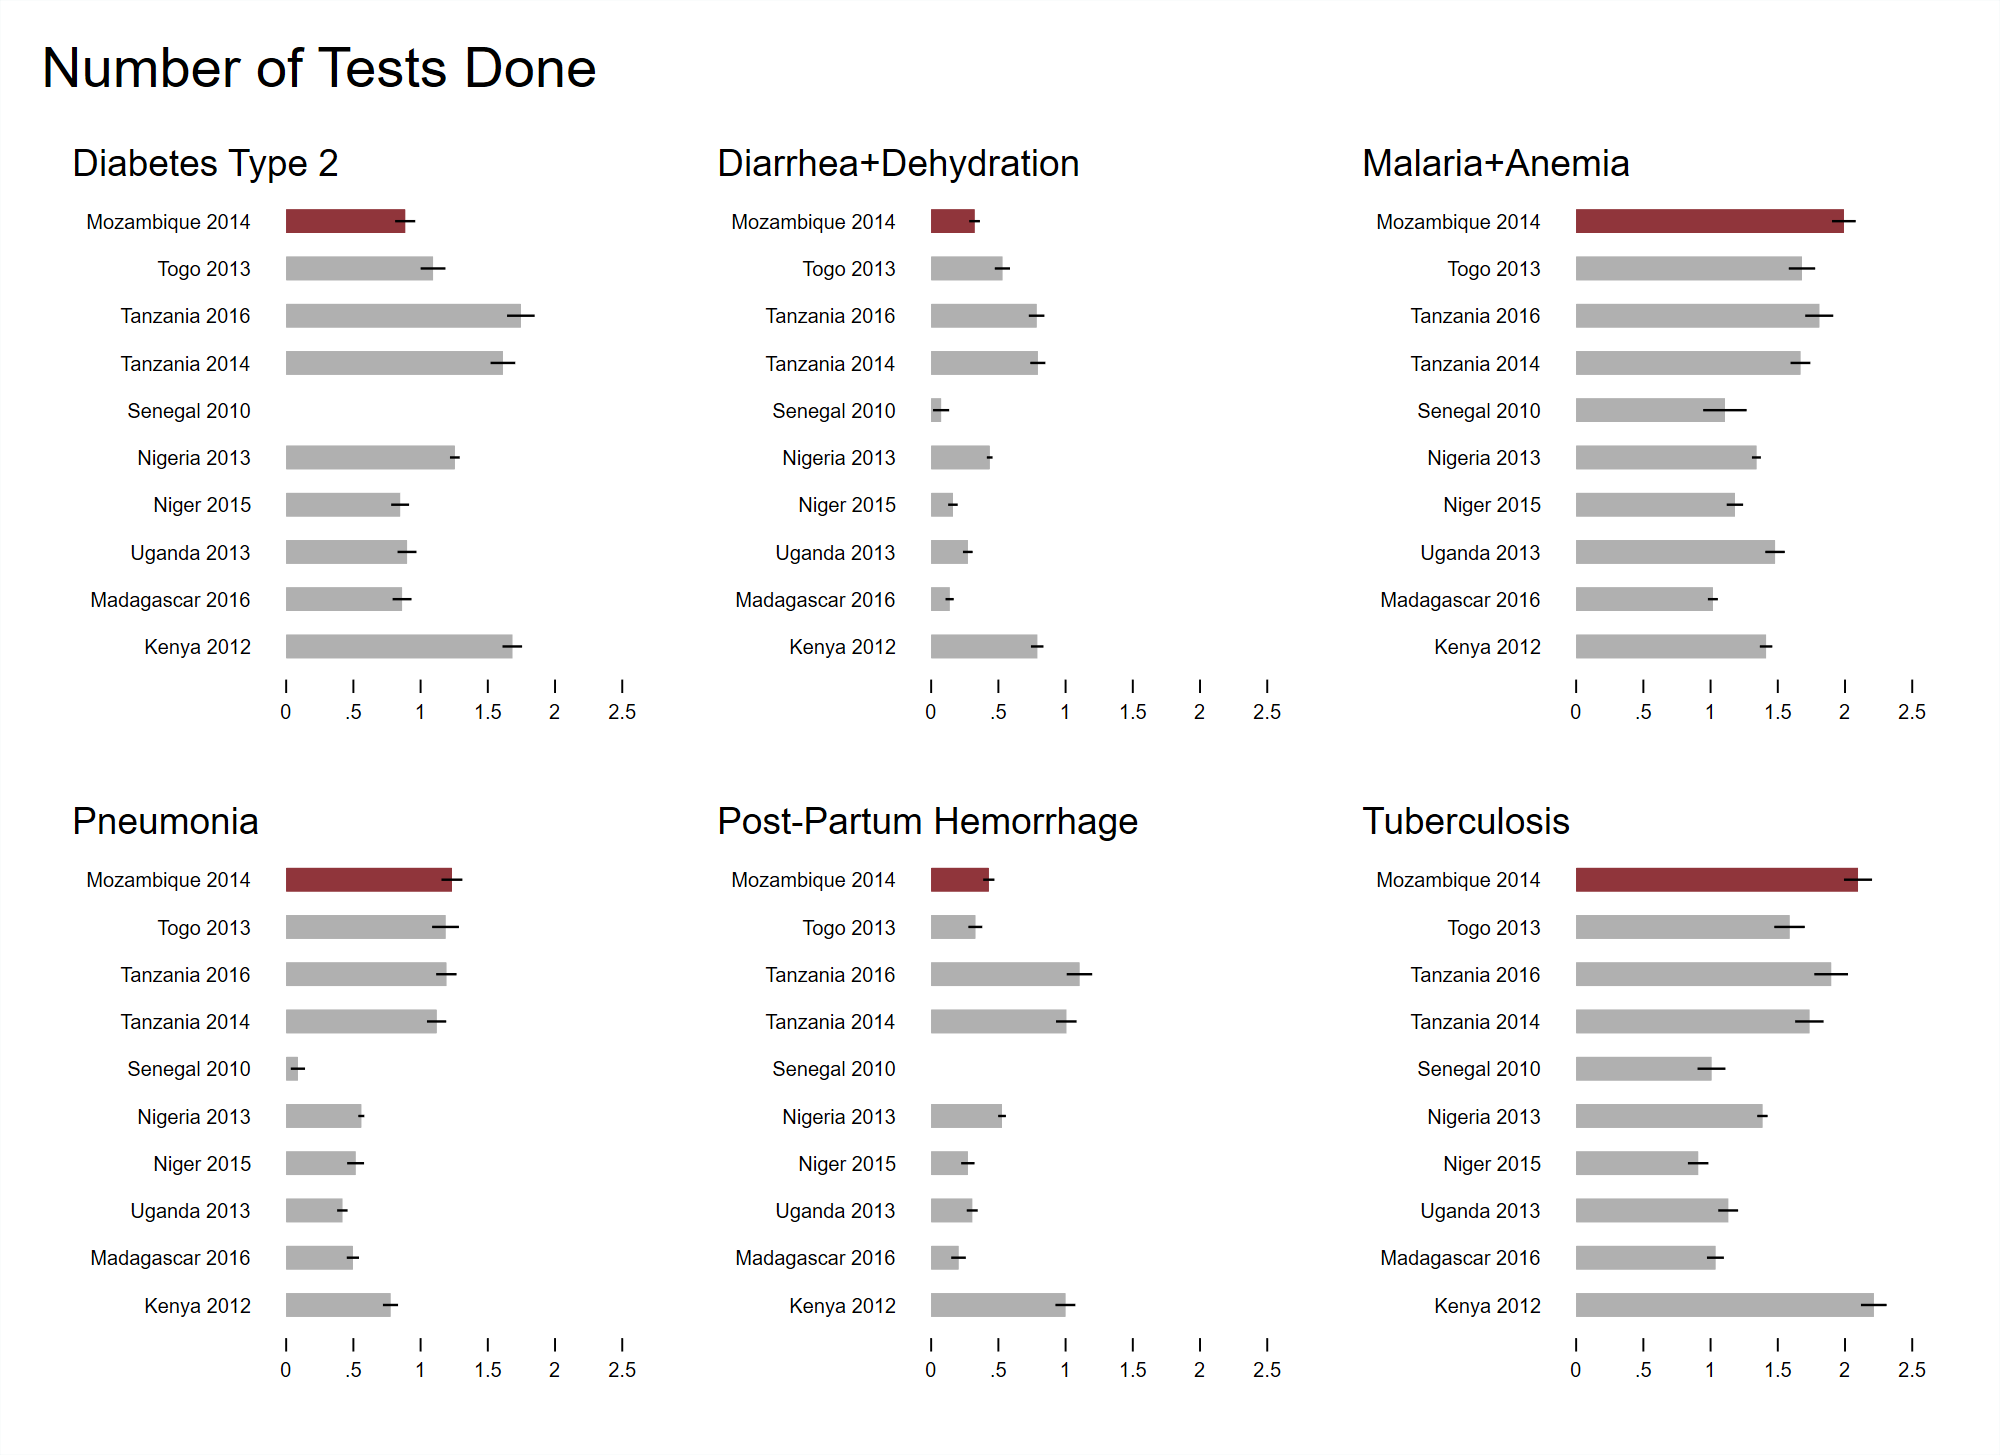 Number of Tests Done
Diabetes Type 2
Mozambique 2014
Togo 2013
Tanzania 2016
Tanzania 2014
Senegal 2010
Nigeria 2013
Niger 2015
Uganda 2013
Madagascar 2016
Kenya 2012
0 .5 1 1.5 2 2.5
Diarrhea+Dehydration
Mozambique 2014
Togo 2013
Tanzania 2016
Tanzania 2014
Senegal 2010
Nigeria 2013
Niger 2015
Uganda 2013
Madagascar 2016
Kenya 2012
0 .5 1 1.5 2 2.5
Malaria+Anemia
Mozambique 2014
Togo 2013
Tanzania 2016
Tanzania 2014
Senegal 2010
Nigeria 2013
Niger 2015
Uganda 2013
Madagascar 2016
Kenya 2012
0 .5 1 1.5 2 2.5
Pneumonia
Mozambique 2014
Togo 2013
Tanzania 2016
Tanzania 2014
Senegal 2010
Nigeria 2013
Niger 2015
Uganda 2013
Madagascar 2016
Kenya 2012
0 .5 1 1.5 2 2.5
Post-Partum Hemorrhage
Mozambique 2014
Togo 2013
Tanzania 2016
Tanzania 2014
Senegal 2010
Nigeria 2013
Niger 2015
Uganda 2013
Madagascar 2016
Kenya 2012
0 .5 1 1.5 2 2.5
Tuberculosis
Mozambique 2014
Togo 2013
Tanzania 2016
Tanzania 2014
Senegal 2010
Nigeria 2013
Niger 2015
Uganda 2013
Madagascar 2016
Kenya 2012
0 .5 1 1.5 2 2.5